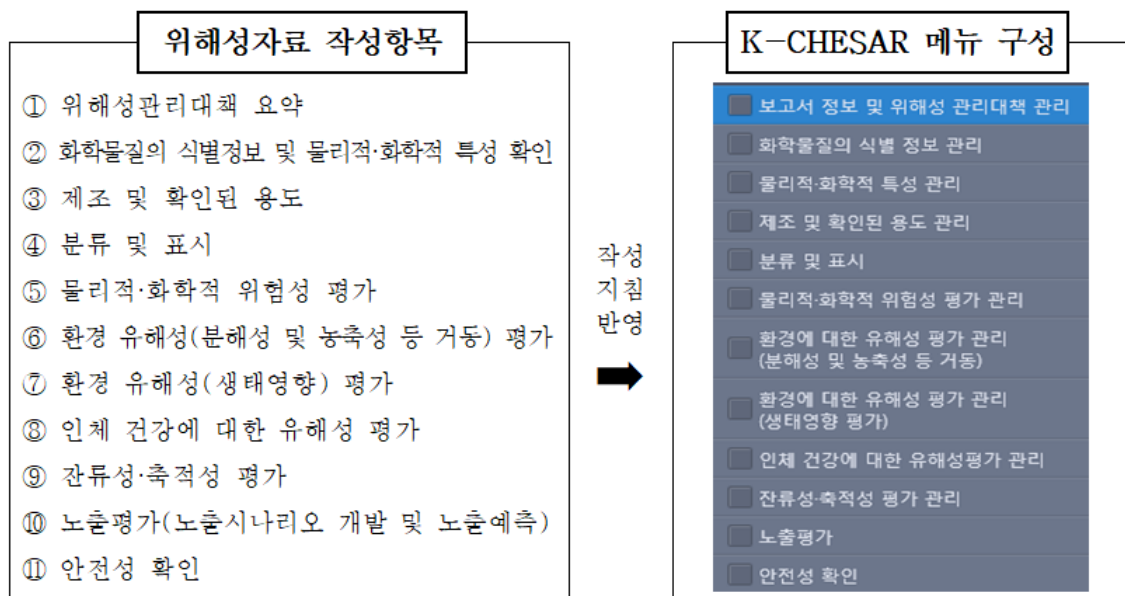 위해성자료 작성항목
① 위해성관리대책 요약
② 화학물질의 식별정보 및 물리적·화학적 특성 확인
③ 제조 및 확인된 용도
④ 분류 및 표시
⑤ 물리적·화학적 위험성 평가
⑥ 환경 유해성(분해성 및 농축성 등 거동) 평가
⑦ 환경 유해성(생태영향) 평가
⑧ 인체 건강에 대한 유해성 평가
⑨ 잔류성·축적성 평가
⑩ 노출평가(노출시나리오 개발 및 노출예측)
⑪ 안전성 확인
작성
지침
반영
K-CHESAR 메뉴 구성
보고서 정보 및 위해성 관리대책 관리
화학물질의 식별 정보 관리
물리적·화학적 특성 관리
제조 및 확인된 용도 관리
분류 및 표시
물리적·화학적 위험성 평가 관리
환경에 대한 유해성 평가 관리
(분해성 및 농축성 등 거동)
환경에 대한 유해성 평가 관리
(생태영향 평가)
인체 건강에 대한 유해성평가 관리
잔류성·축적성 평가 관리
노출평가
안전성 확인